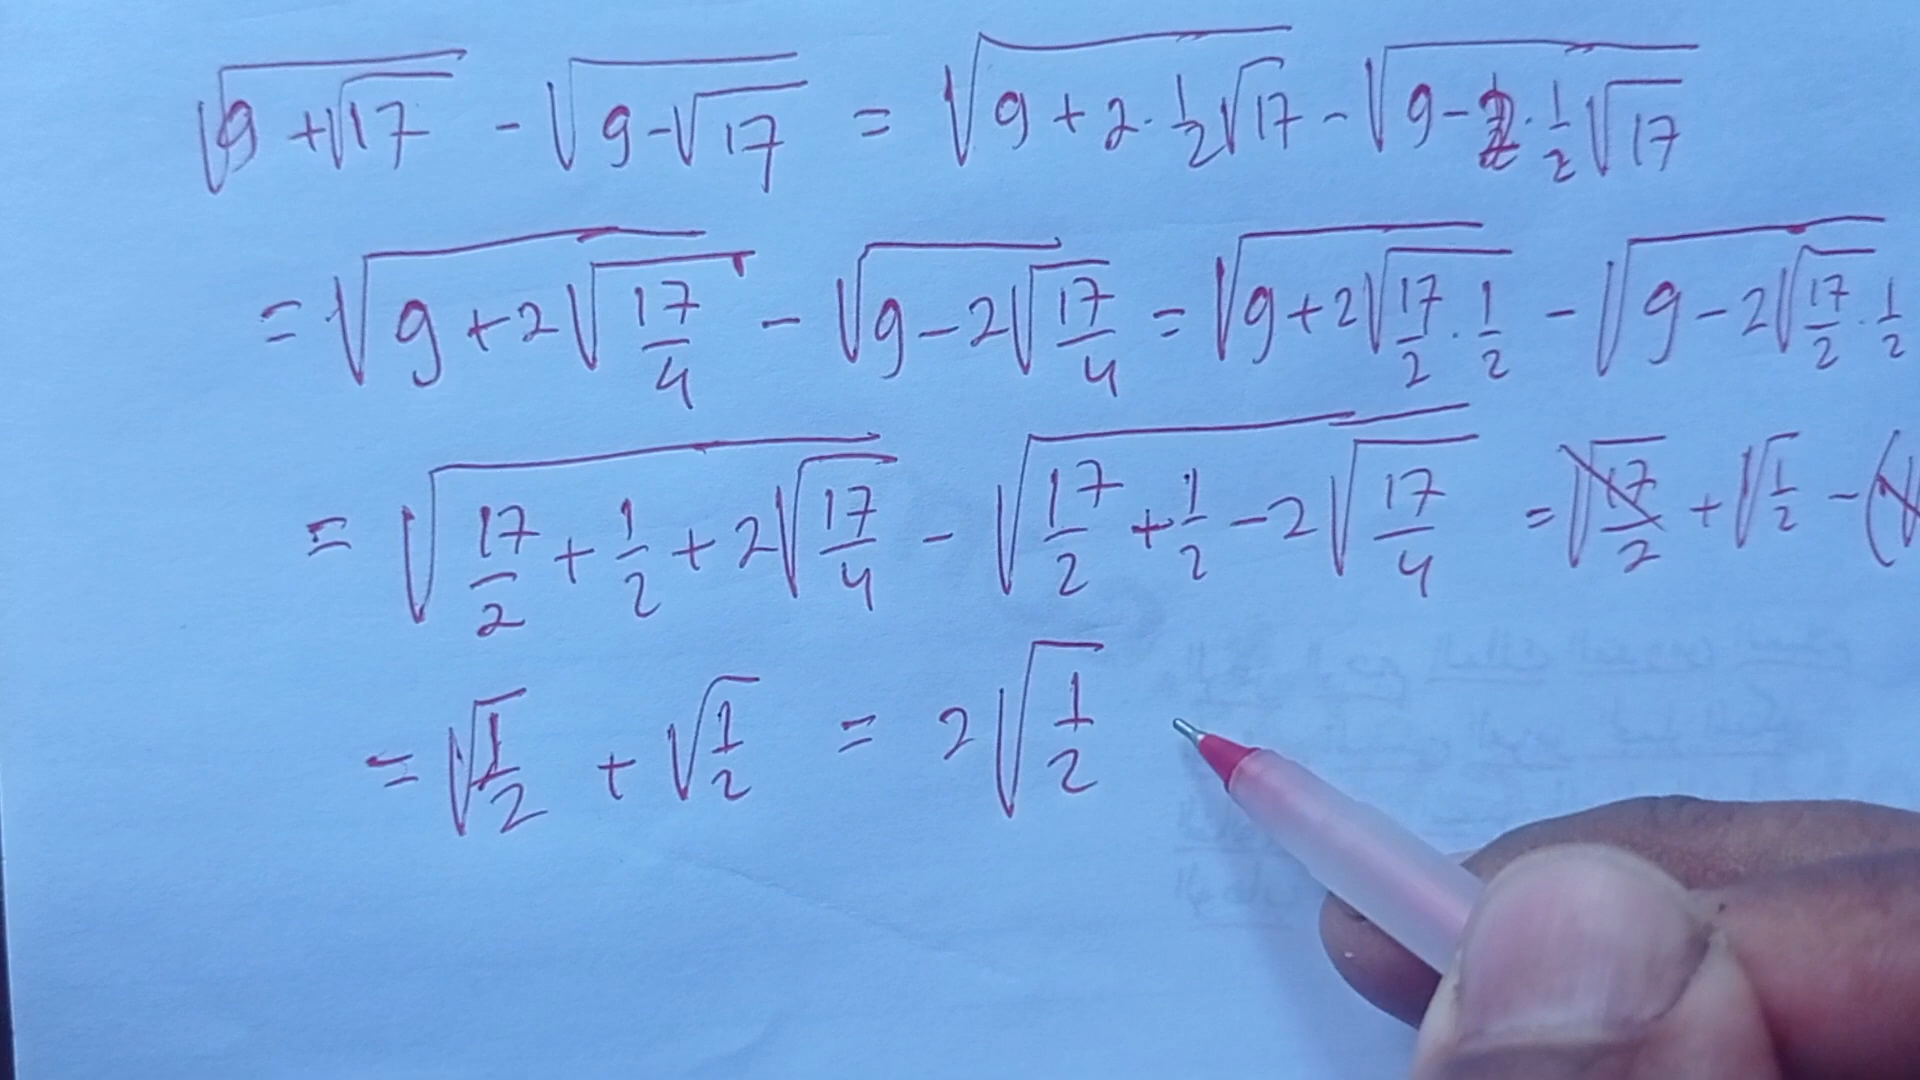 √(9+√17) - √(9-√17) = √(9+2·1/2√17) - √(9-2·1/2√17)
= √(9+2√(17/4)) - √(9-2√(17/4)) = √(9+2√(17/2·1/2)) - √(9-2√(17/2·1/2))
= √(17/2+1/2+2√(17/4)) - √(17/2+1/2-2√(17/4)) = √(17/2) + √(1/2) - (√
= √(1/2) + √(1/2) = 2√(1/2)